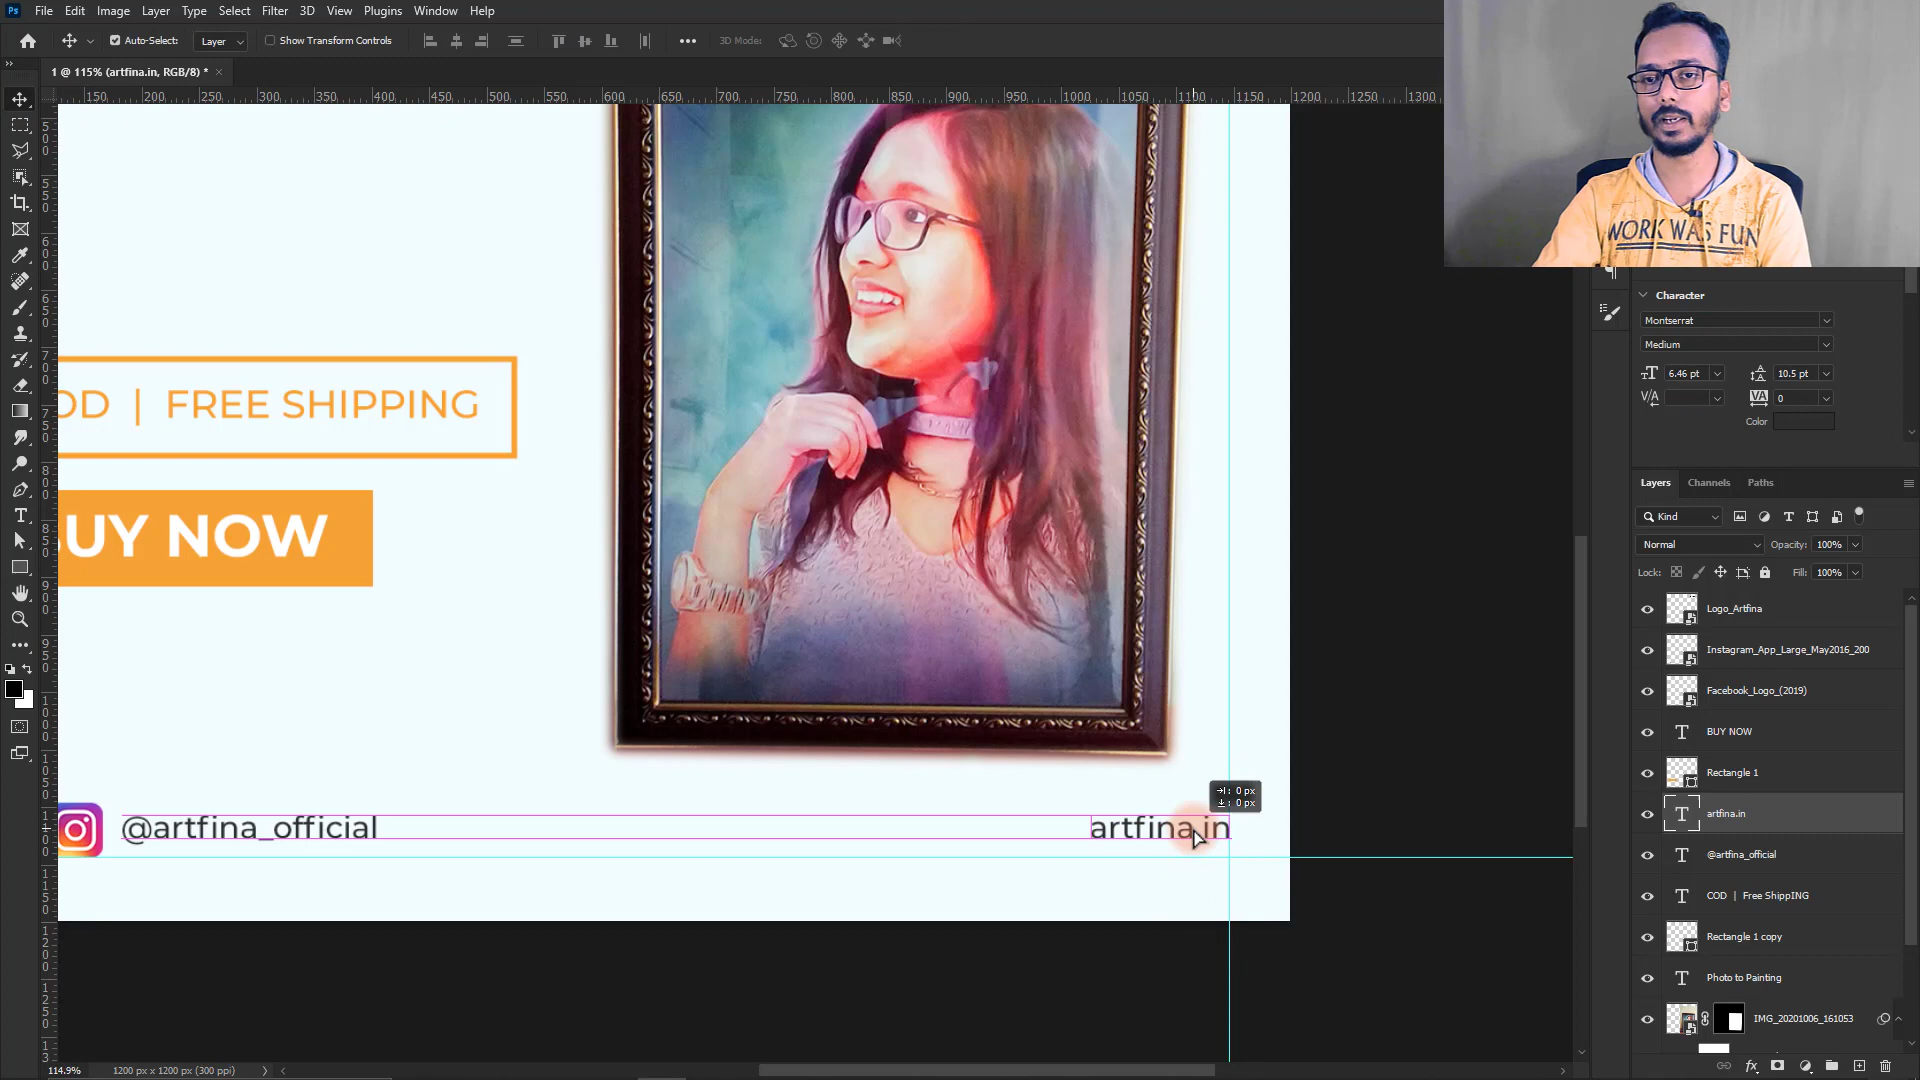 Ps File Edit Image Layer Type Select Filter 3D View Plugins Window Help
Auto-Select: Layer Show Transform Controls 3D Mode:
1 @ 115% (artfina.in, RGB/8) *
150 200 250 300 350 400 450 500 550 600 650 700 750 800 850 900 950 1000 1050 1100 1150 1200 1250 1300
WORK WAS FUN
Character
Montserrat
Medium
6.46 pt 10.5 pt
0
Color
OD | FREE SHIPPING
BUY NOW
→: 0 px
↓: 0 px
@artfina_official artfina.in
Layers Channels Paths
Kind
Normal Opacity: 100%
Lock: Fill: 100%
Logo_Artfina
Instagram_App_Large_May2016_200
Facebook_Logo_(2019)
BUY NOW
Rectangle 1
artfina.in
@artfina_official
COD | Free ShippING
Rectangle 1 copy
Photo to Painting
IMG_20201006_161053
114.9% 1200 px x 1200 px (300 ppi)